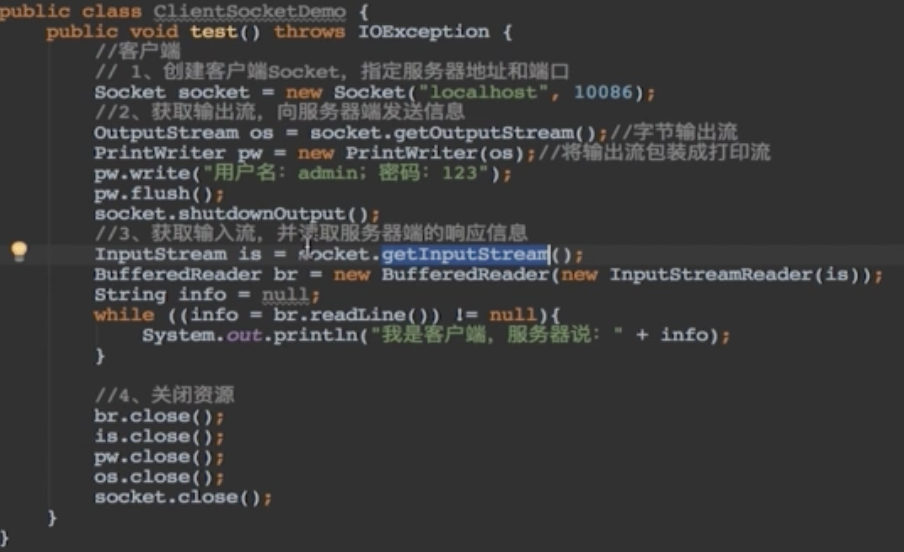 public class ClientSocketDemo {
public void test() throws IOException {
//客户端
// 1、创建客户端Socket，指定服务器地址和端口
Socket socket = new Socket("localhost", 10086);
//2、获取输出流，向服务器端发送信息
OutputStream os = socket.getOutputStream();//字节输出流
PrintWriter pw = new PrintWriter(os);//将输出流包装成打印流
pw.write("用户名：admin；密码：123");
pw.flush();
socket.shutdownOutput();
//3、获取输入流，并读取服务器端的响应信息
InputStream is = socket.getInputStream();
BufferedReader br = new BufferedReader(new InputStreamReader(is));
String info = null;
while ((info = br.readLine()) != null){
System.out.println("我是客户端，服务器说：" + info);
}
//4、关闭资源
br.close();
is.close();
pw.close();
os.close();
socket.close();
}
}